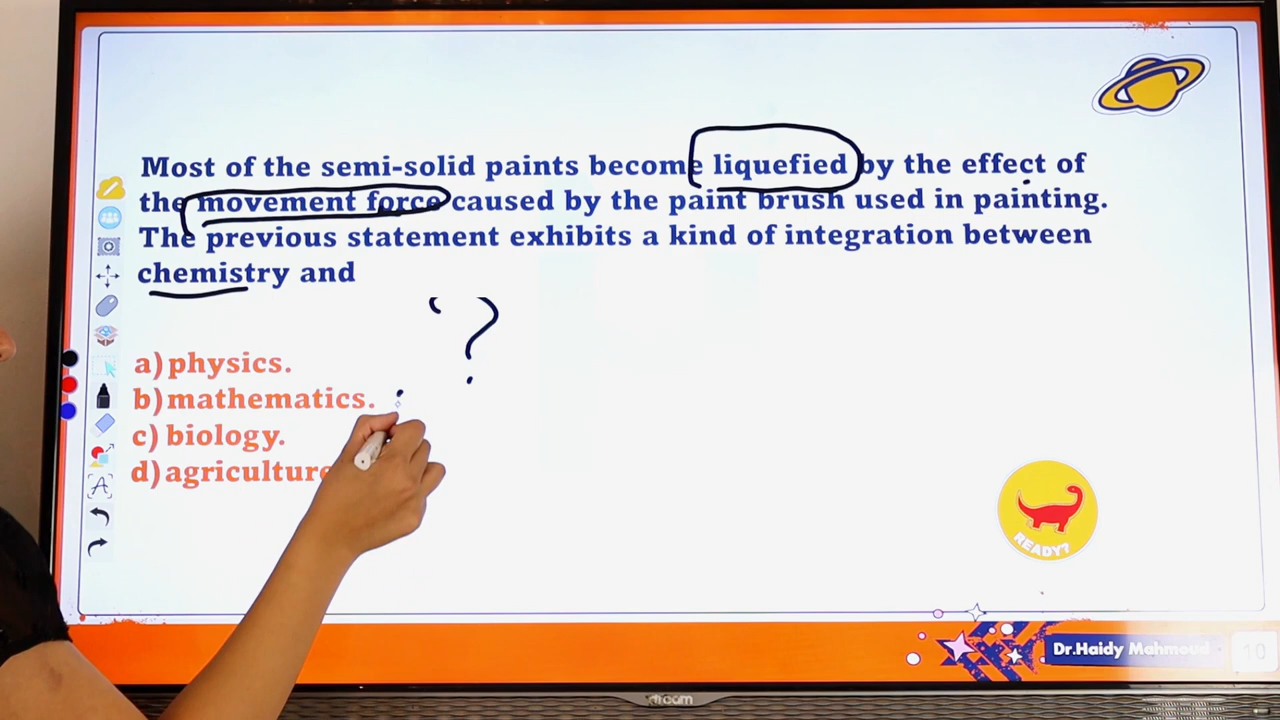 Most of the semi-solid paints become liquefied by the effect of
the movement force caused by the paint brush used in painting.
The previous statement exhibits a kind of integration between
chemistry and
?
a) physics.
b) mathematics.
c) biology.
d) agriculture
READY?
Dr.Haidy Mahmoud
10